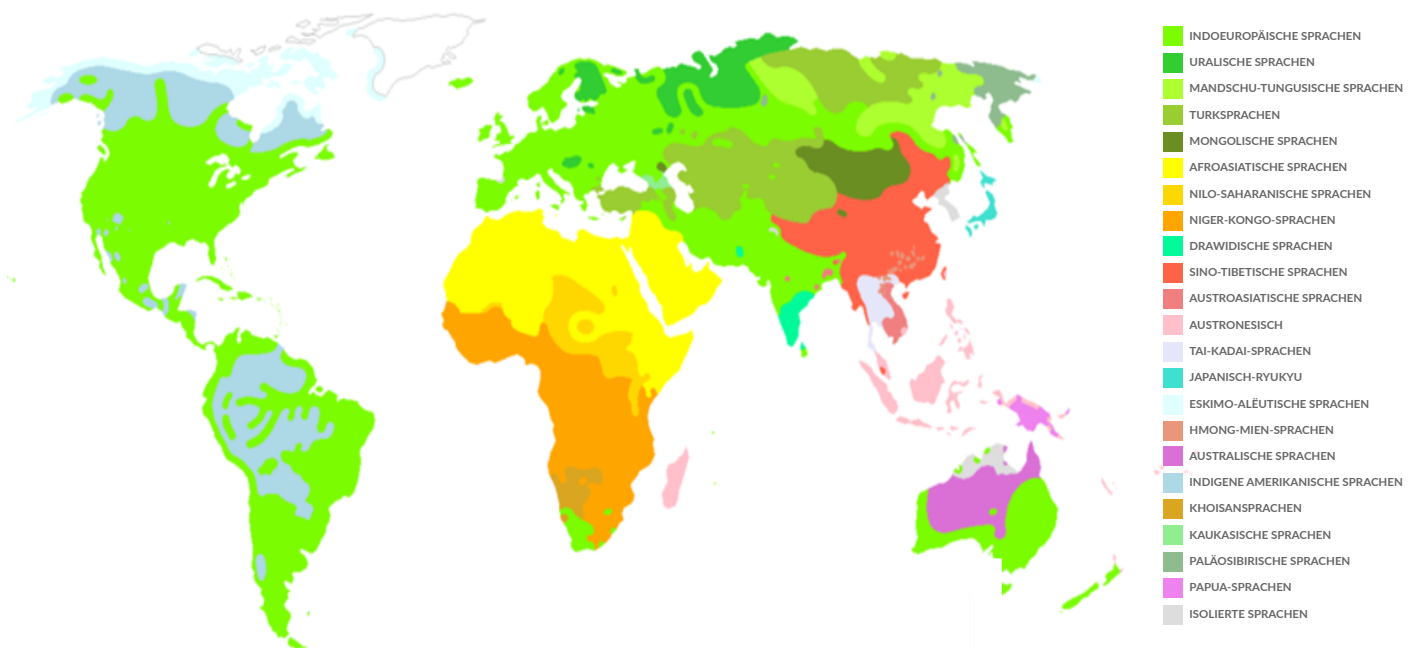 INDOEUROPÄISCHE SPRACHEN
URALISCHE SPRACHEN
MANDSCHU-TUNGUSISCHE SPRACHEN
TURKSPRACHEN
MONGOLISCHE SPRACHEN
AFROASIATISCHE SPRACHEN
NILO-SAHARANISCHE SPRACHEN
NIGER-KONGO-SPRACHEN
DRAWIDISCHE SPRACHEN
SINO-TIBETISCHE SPRACHEN
AUSTROASIATISCHE SPRACHEN
AUSTRONESISCH
TAI-KADAI-SPRACHEN
JAPANISCH-RYUKYU
ESKIMO-ALËUTISCHE SPRACHEN
HMONG-MIEN-SPRACHEN
AUSTRALISCHE SPRACHEN
INDIGENE AMERIKANISCHE SPRACHEN
KHOISANSPRACHEN
KAUKASISCHE SPRACHEN
PALÄOSIBIRISCHE SPRACHEN
PAPUA-SPRACHEN
ISOLIERTE SPRACHEN